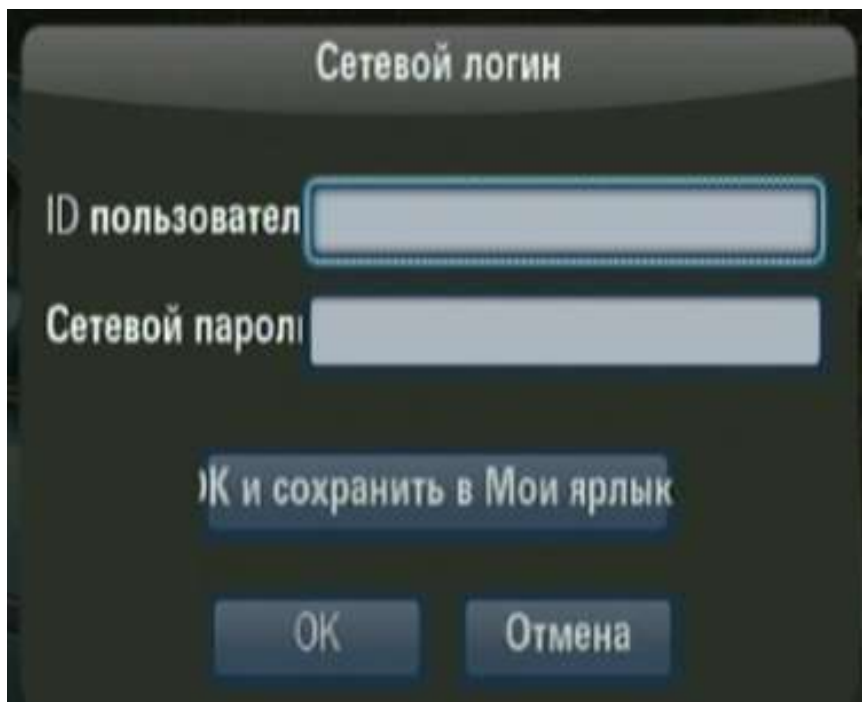 Сетевой логин
ID пользовател
Сетевой парол
К и сохранить в Мои ярлык
OK
Отмена